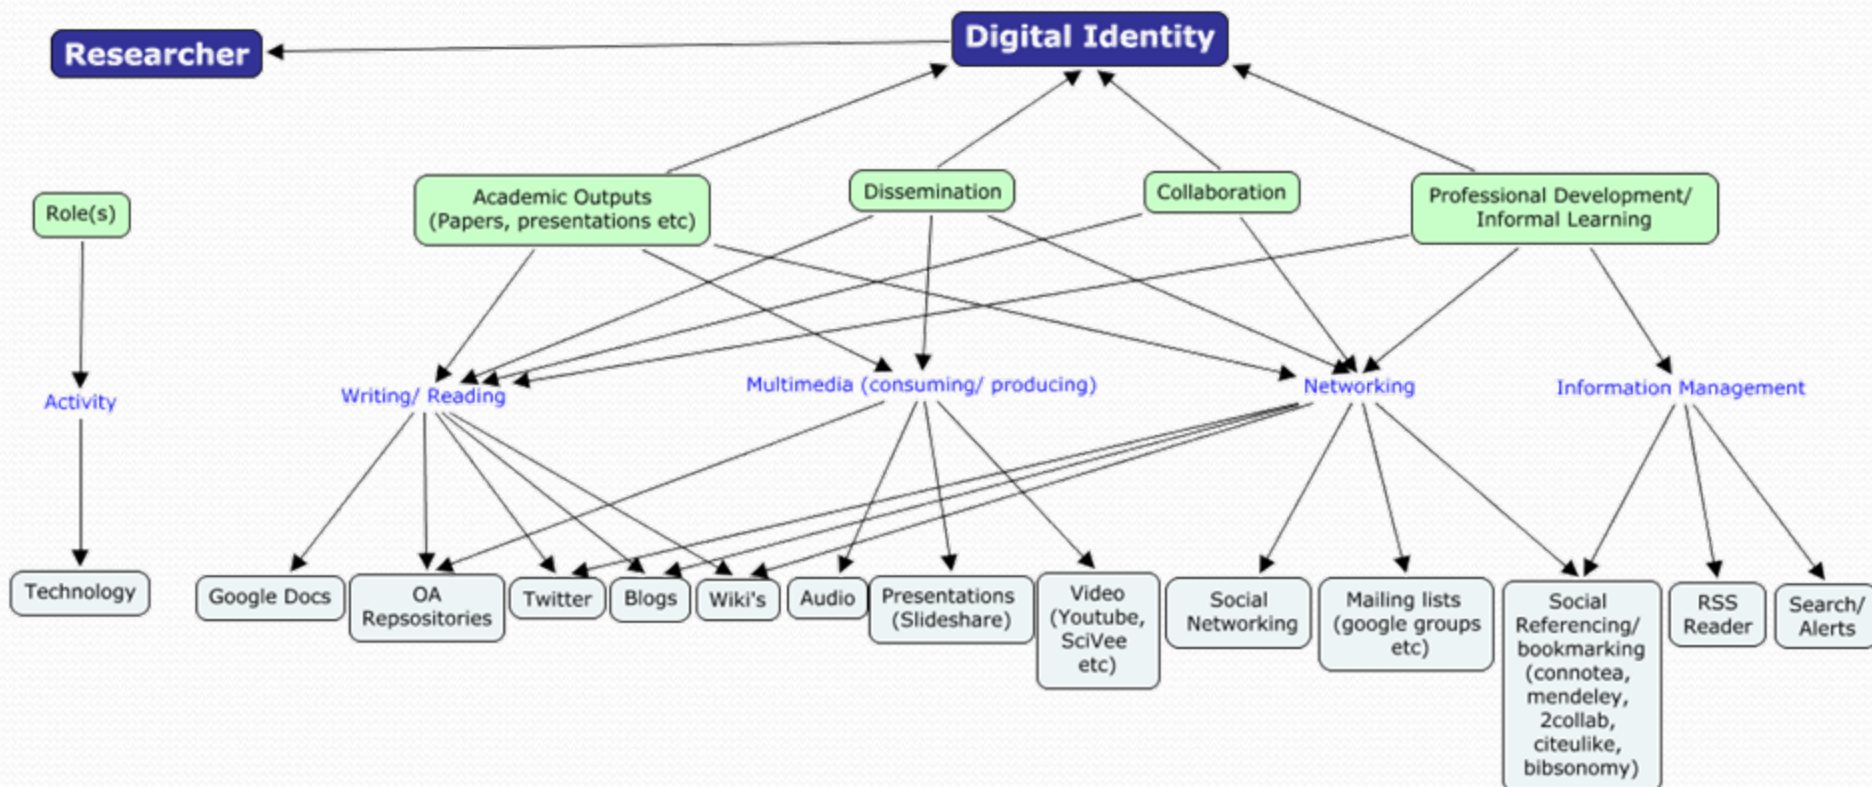 Researcher
Digital Identity
Role(s)
Academic Outputs
(Papers, presentations etc)
Dissemination
Collaboration
Professional Development/
Informal Learning
Activity
Writing/ Reading
Multimedia (consuming/ producing)
Networking
Information Management
Technology
Google Docs
OA
Repsositories
Twitter
Blogs
Wiki's
Audio
Presentations
(Slideshare)
Video
(Youtube,
SciVee
etc)
Social
Networking
Mailing lists
(google groups
etc)
Social
Referencing/
bookmarking
(connotea,
mendeley,
2collab,
citeulike,
bibsonomy)
RSS
Reader
Search/
Alerts